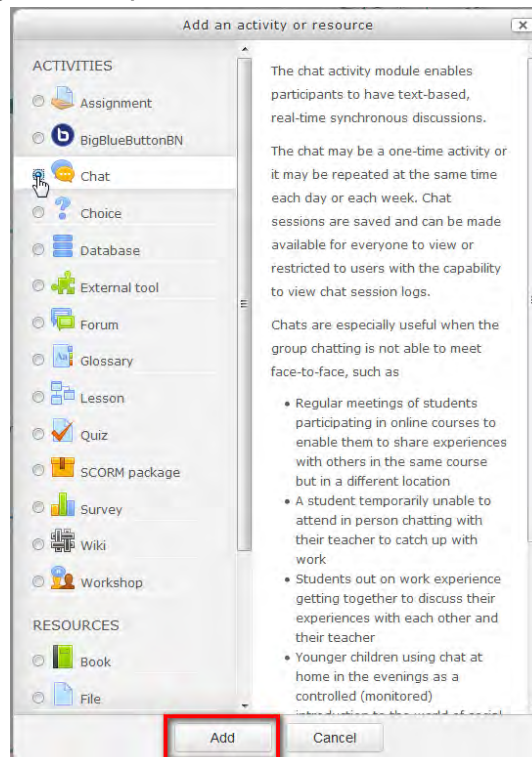 Add an activity or resource
x
ACTIVITIES
Assignment
BigBlueButtonBN
Chat
Choice
Database
External tool
Forum
Glossary
Lesson
Quiz
SCORM package
Survey
Wiki
Workshop
RESOURCES
Book
File
The chat activity module enables
participants to have text-based,
real-time synchronous discussions.
The chat may be a one-time activity or
it may be repeated at the same time
each day or each week. Chat
sessions are saved and can be made
available for everyone to view or
restricted to users with the capability
to view chat session logs.
Chats are especially useful when the
group chatting is not able to meet
face-to-face, such as
• Regular meetings of students
participating in online courses to
enable them to share experiences
with others in the same course
but in a different location
• A student temporarily unable to
attend in person chatting with
their teacher to catch up with
work
• Students out on work experience
getting together to discuss their
experiences with each other and
their teacher
• Younger children using chat at
home in the evenings as a
controlled (monitored)
introduction to the world of social
Add
Cancel